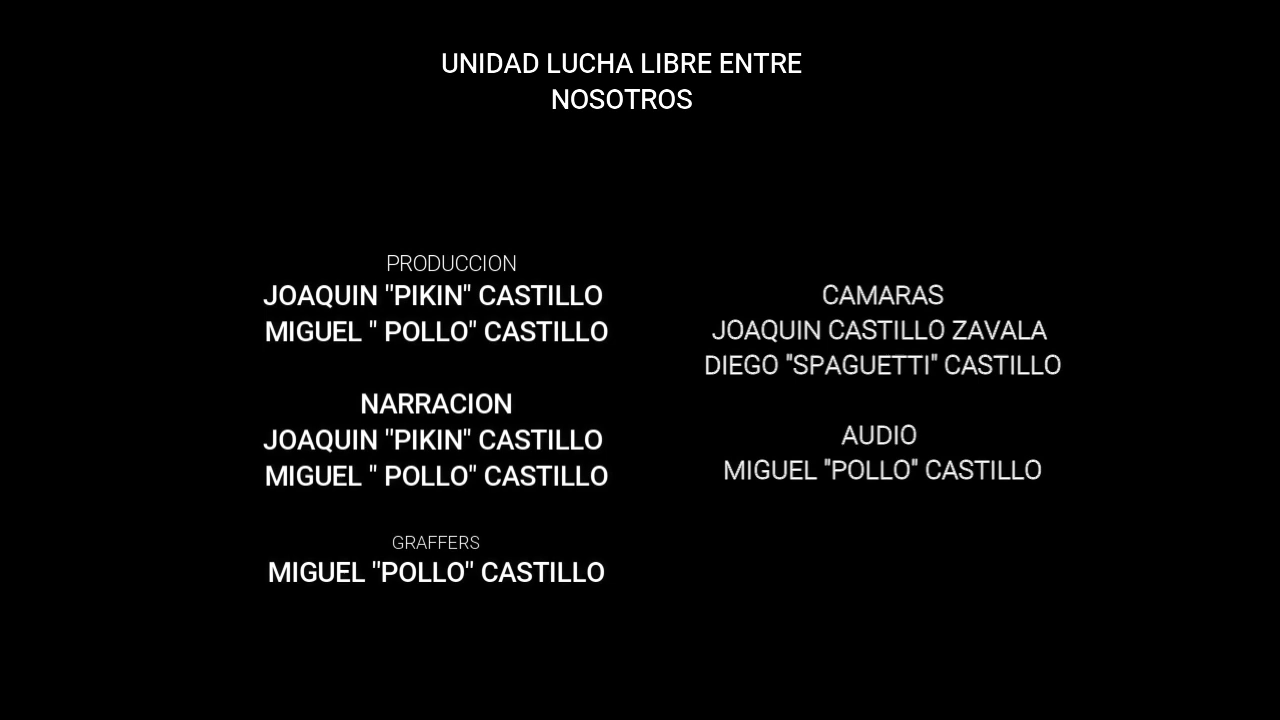 UNIDAD LUCHA LIBRE ENTRE
NOSOTROS
PRODUCCION
JOAQUIN "PIKIN" CASTILLO
MIGUEL " POLLO" CASTILLO
NARRACION
JOAQUIN "PIKIN" CASTILLO
MIGUEL " POLLO" CASTILLO
GRAFFERS
MIGUEL "POLLO" CASTILLO
CAMARAS
JOAQUIN CASTILLO ZAVALA
DIEGO "SPAGUETTI" CASTILLO
AUDIO
MIGUEL "POLLO" CASTILLO